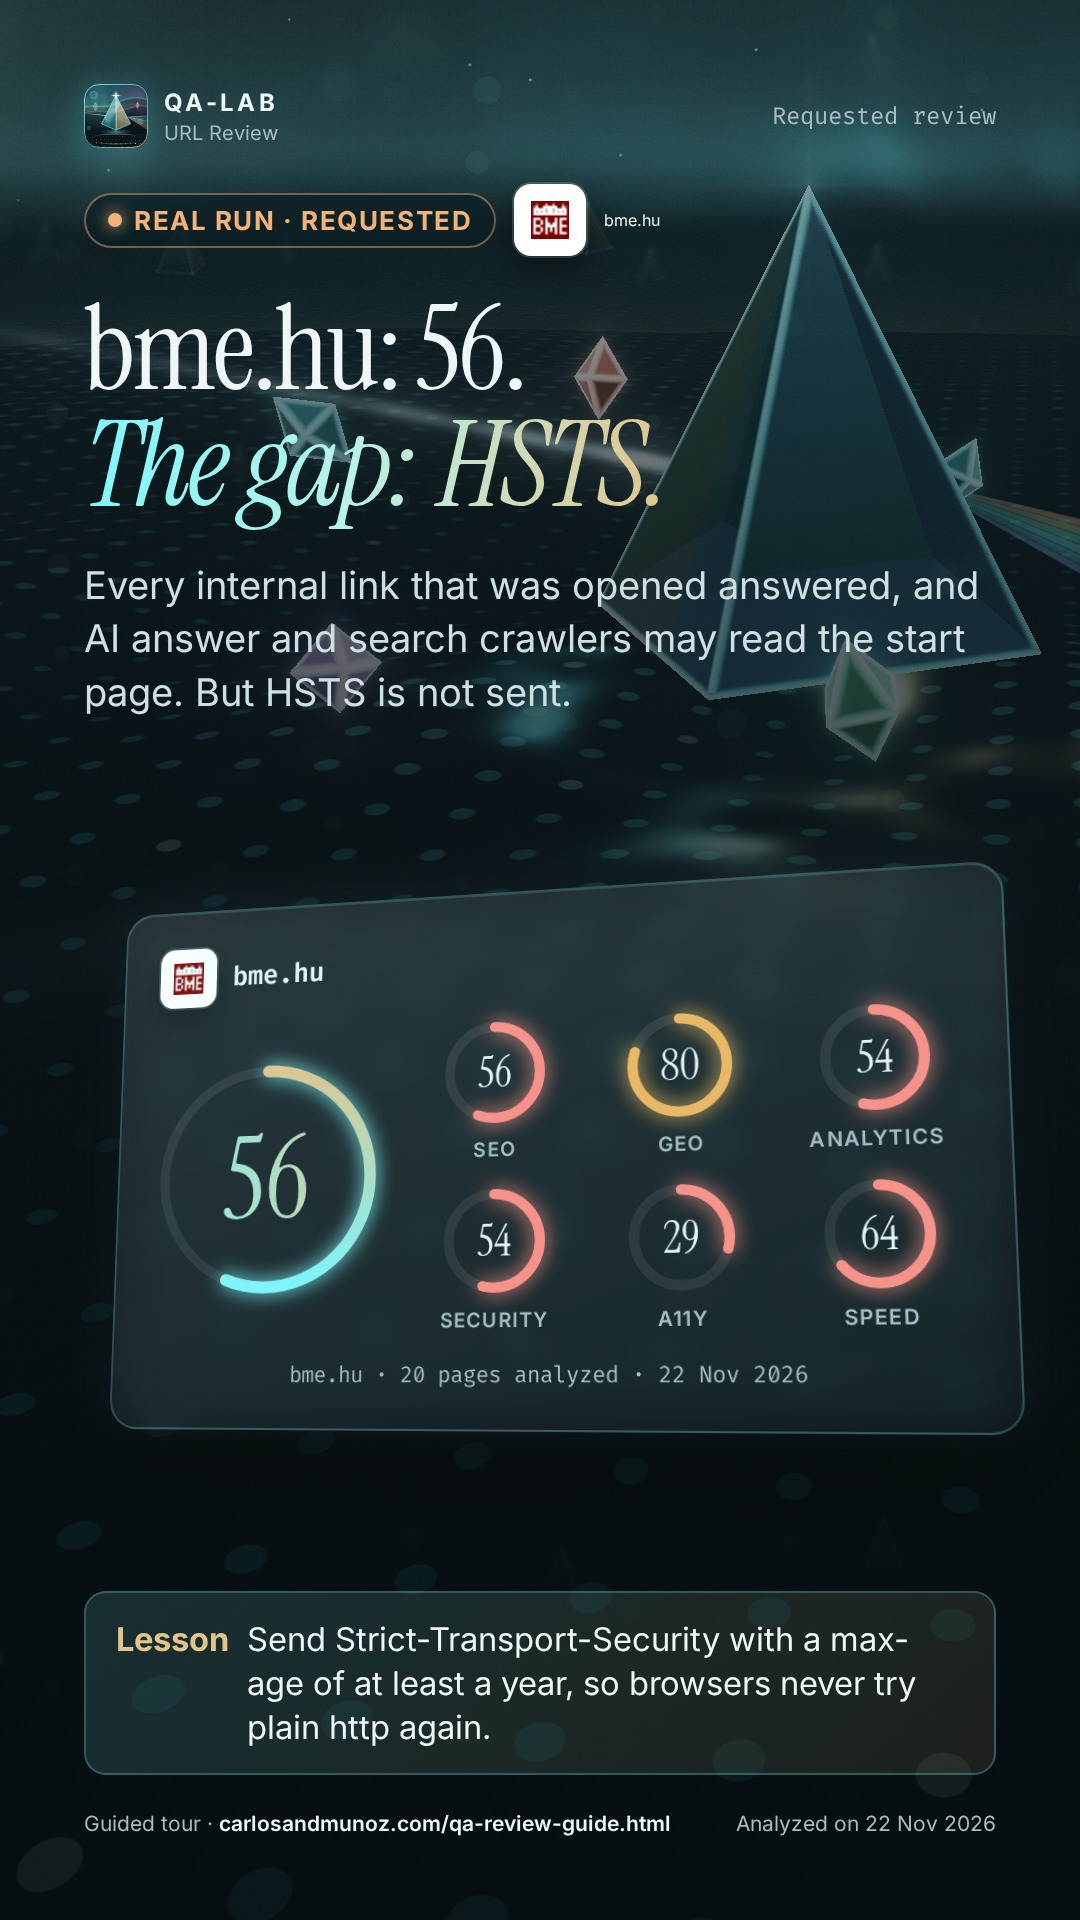 QA-LAB
URL Review
Requested review
REAL RUN · REQUESTED
BME
bme.hu
bme.hu: 56.
The gap: HSTS.
Every internal link that was opened answered, and
AI answer and search crawlers may read the start
page. But HSTS is not sent.
BME
bme.hu
56
56
SEO
80
GEO
54
ANALYTICS
54
SECURITY
29
A11Y
64
SPEED
bme.hu · 20 pages analyzed · 22 Nov 2026
Lesson Send Strict-Transport-Security with a max-
age of at least a year, so browsers never try
plain http again.
Guided tour · carlosandmunoz.com/qa-review-guide.html
Analyzed on 22 Nov 2026